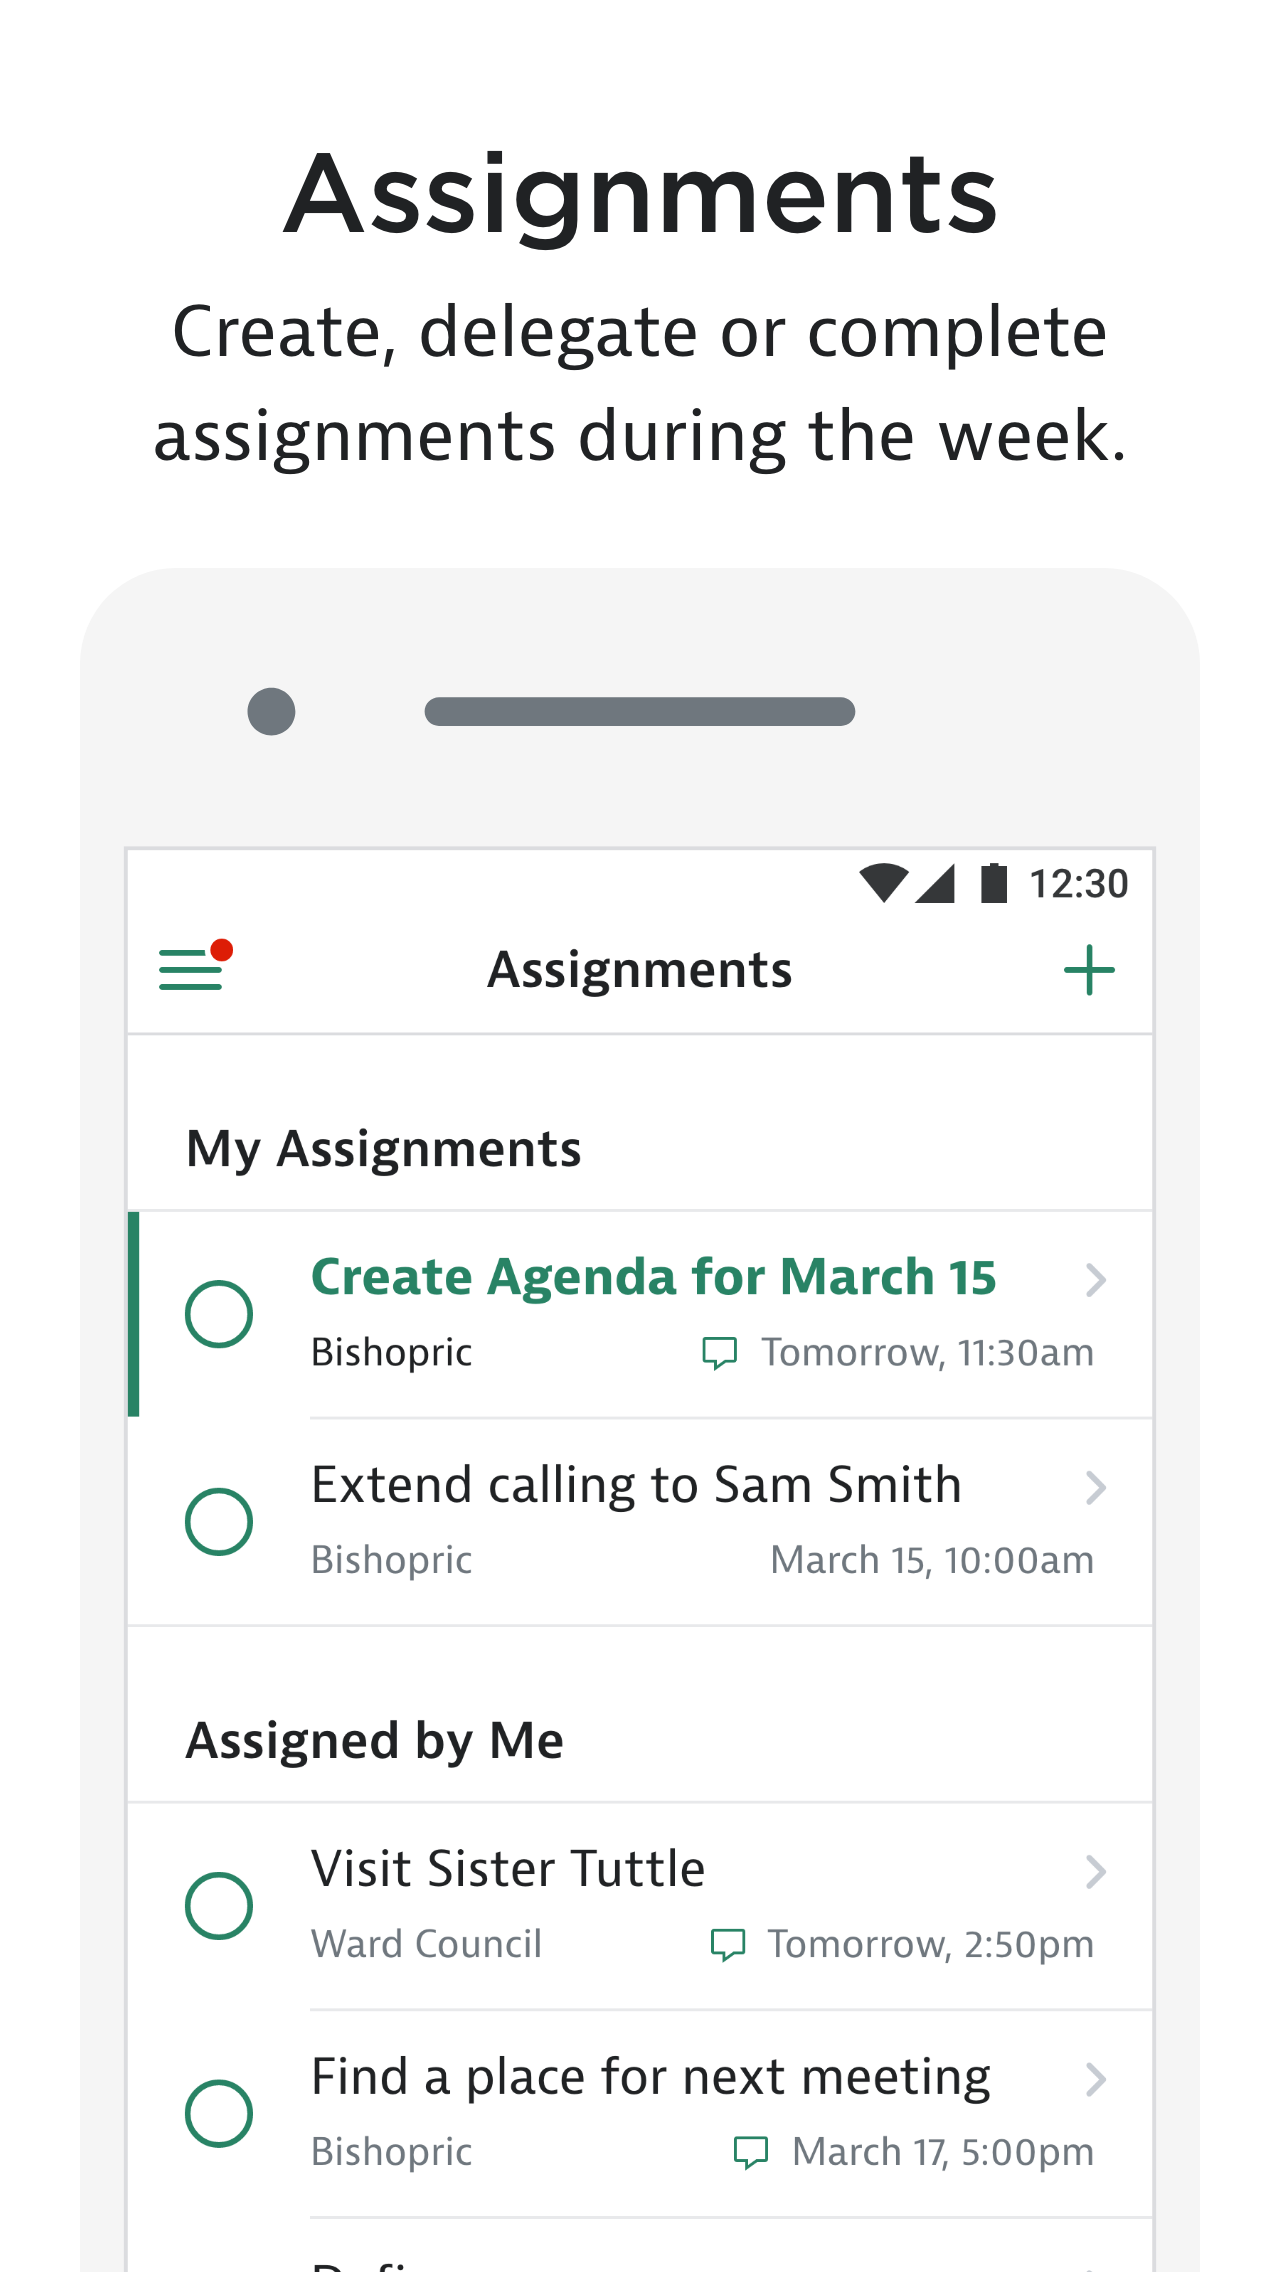 Assignments
Create, delegate or complete
assignments during the week.
12:30
Assignments
My Assignments
Create Agenda for March 15
Bishopric
Tomorrow, 11:30am
Extend calling to Sam Smith
Bishopric
March 15, 10:00am
Assigned by Me
Visit Sister Tuttle
Ward Council
Tomorrow, 2:50pm
Find a place for next meeting
Bishopric
March 17, 5:00pm